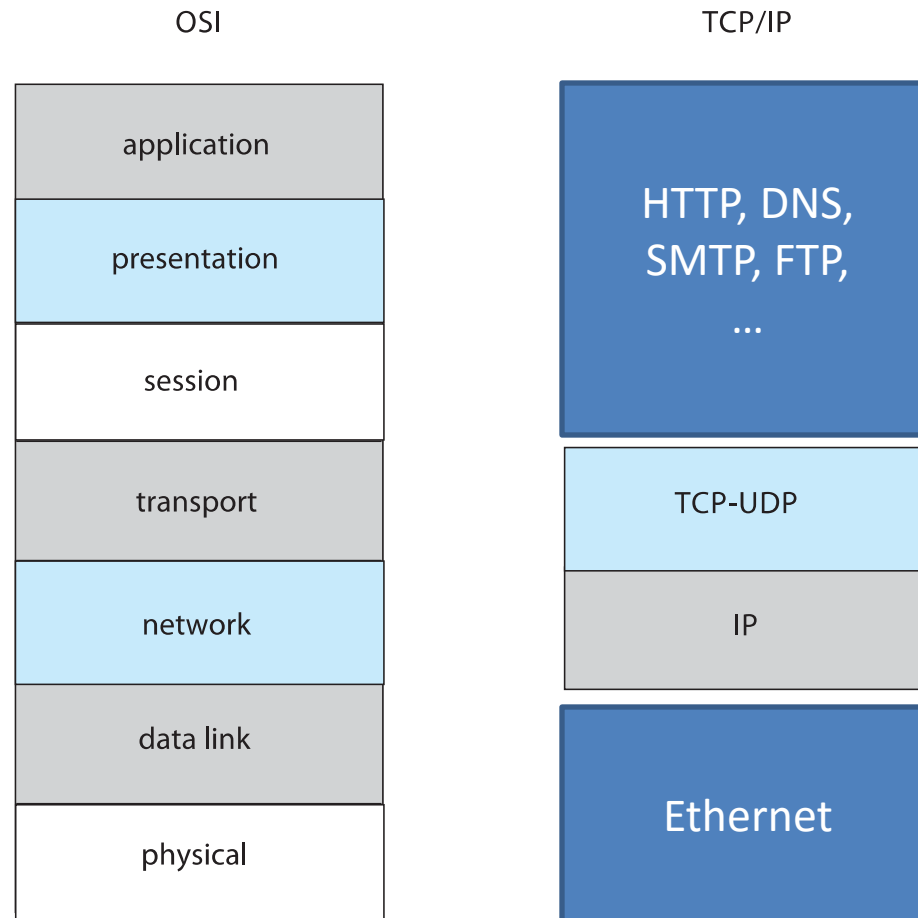 OSI
TCP/IP
application
presentation
session
transport
network
data link
physical
HTTP, DNS,
SMTP, FTP,
...
TCP-UDP
IP
Ethernet